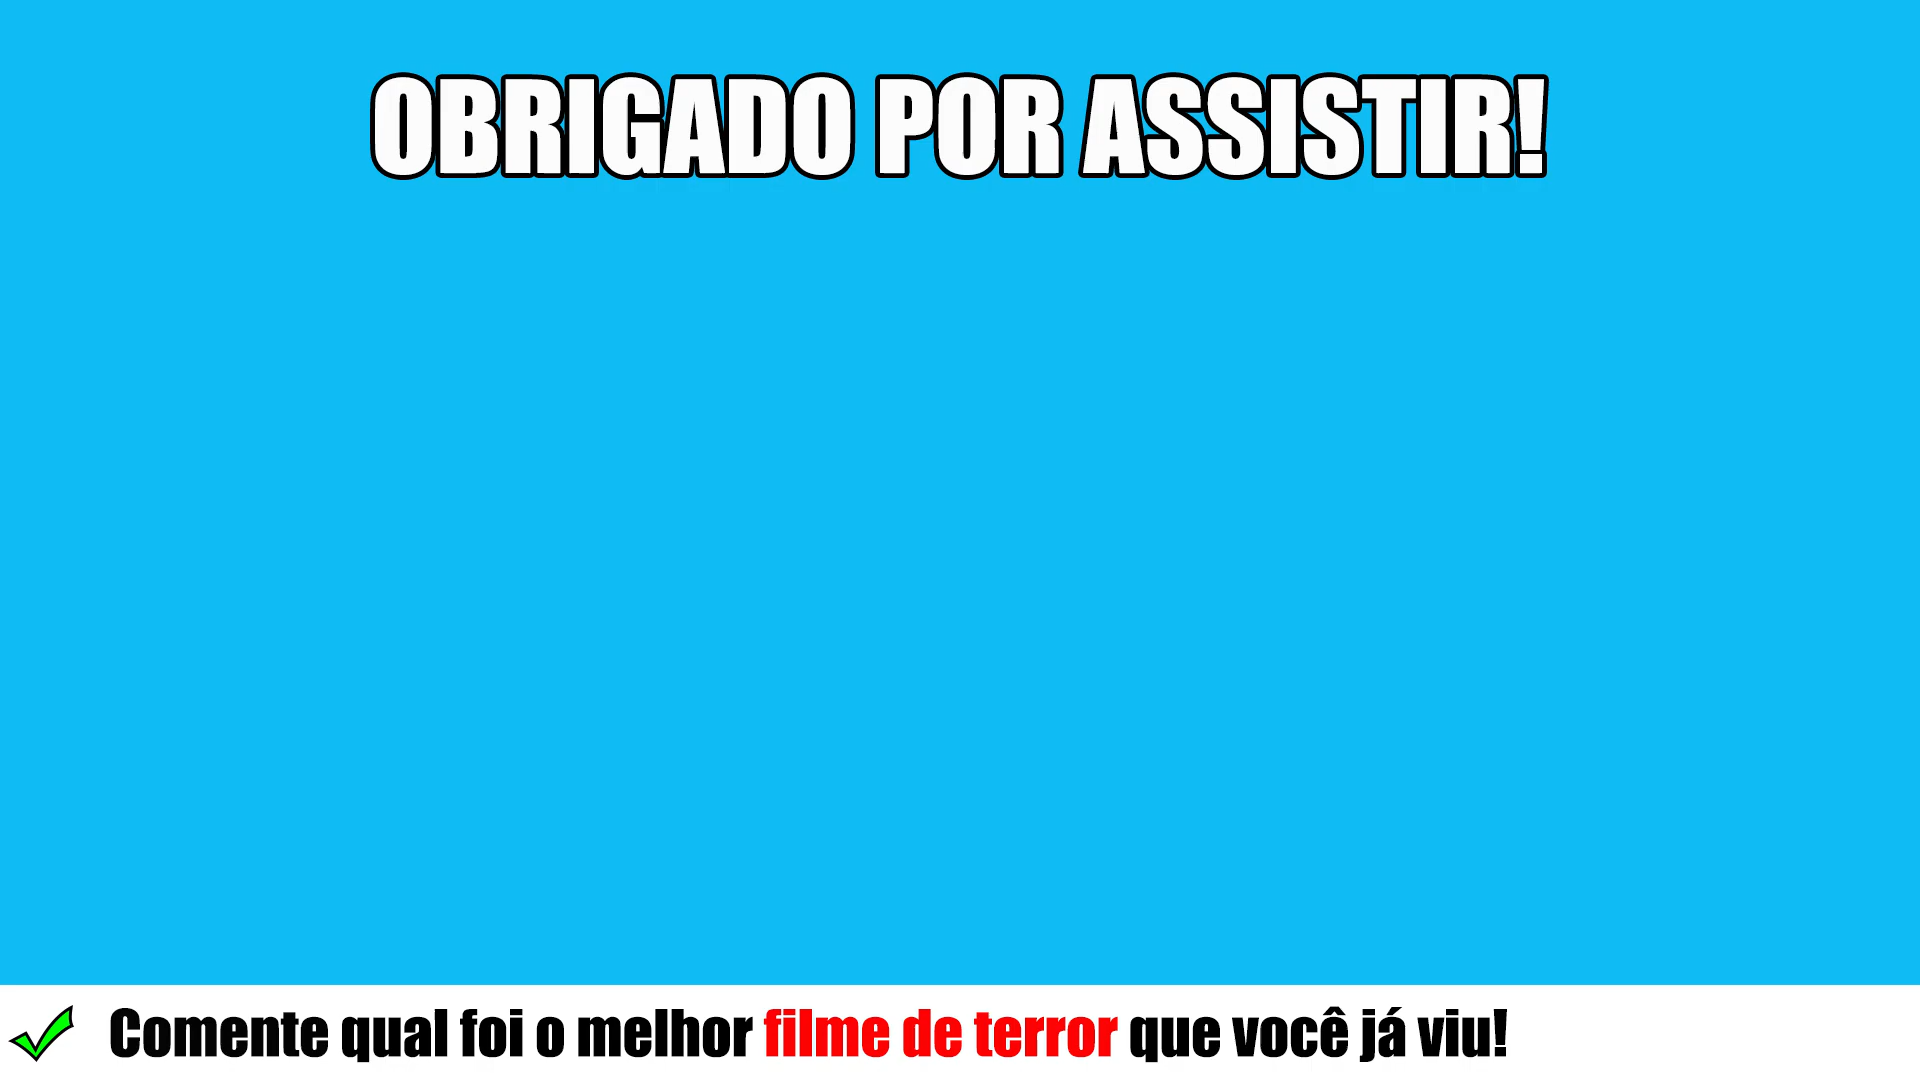 OBRIGADO POR ASSISTIR!
Comente qual foi o melhor filme de terror que você já viu!